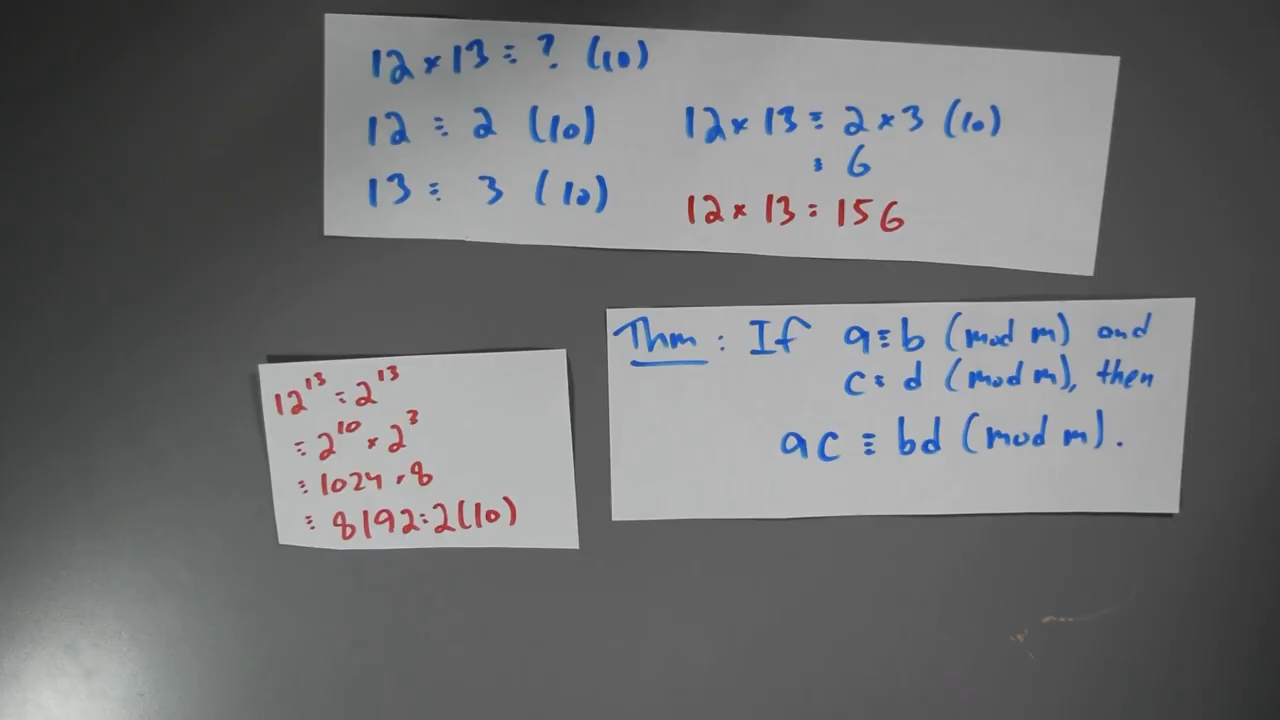 12 × 13 ≡ ? (10)
12 ≡ 2 (10)
13 ≡ 3 (10)
12 × 13 ≡ 2 × 3 (10)
≡ 6
12 × 13 = 156
12^13 ≡ 2^13
≡ 2^10 × 2^3
≡ 1024 · 8
≡ 8192 ≡ 2 (10)
Thm: If a ≡ b (mod m) and
c ≡ d (mod m), then
ac ≡ bd (mod m).